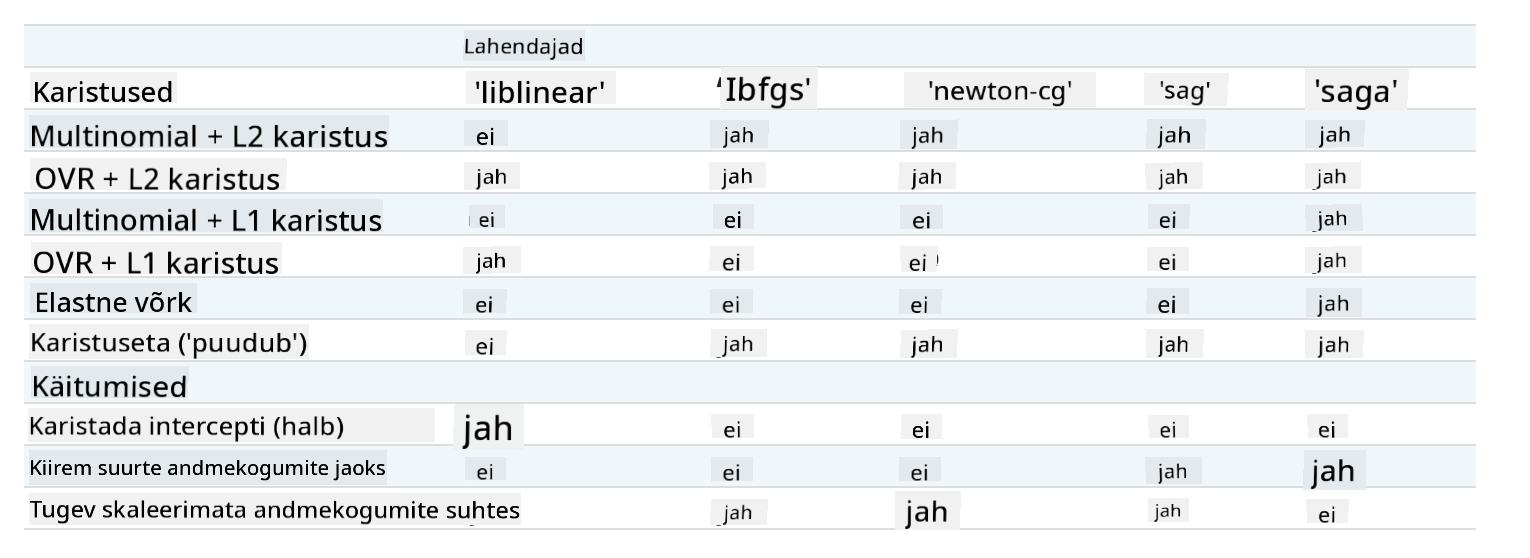 Lahendajad
Karistused 'liblinear' 'Ibfgs' 'newton-cg' 'sag' 'saga'
Multinomial + L2 karistus ei jah jah jah jah
OVR + L2 karistus jah jah jah jah jah
Multinomial + L1 karistus ei ei ei ei jah
OVR + L1 karistus jah ei ei ei jah
Elastne võrk ei ei ei ei jah
Karistuseta ('puudub') ei jah jah jah jah
Käitumised
Karistada intercepti (halb) jah ei ei ei ei
Kiirem suurte andmekogumite jaoks ei ei ei jah jah
Tugev skaleerimata andmekogumite suhtes jah jah jah ei